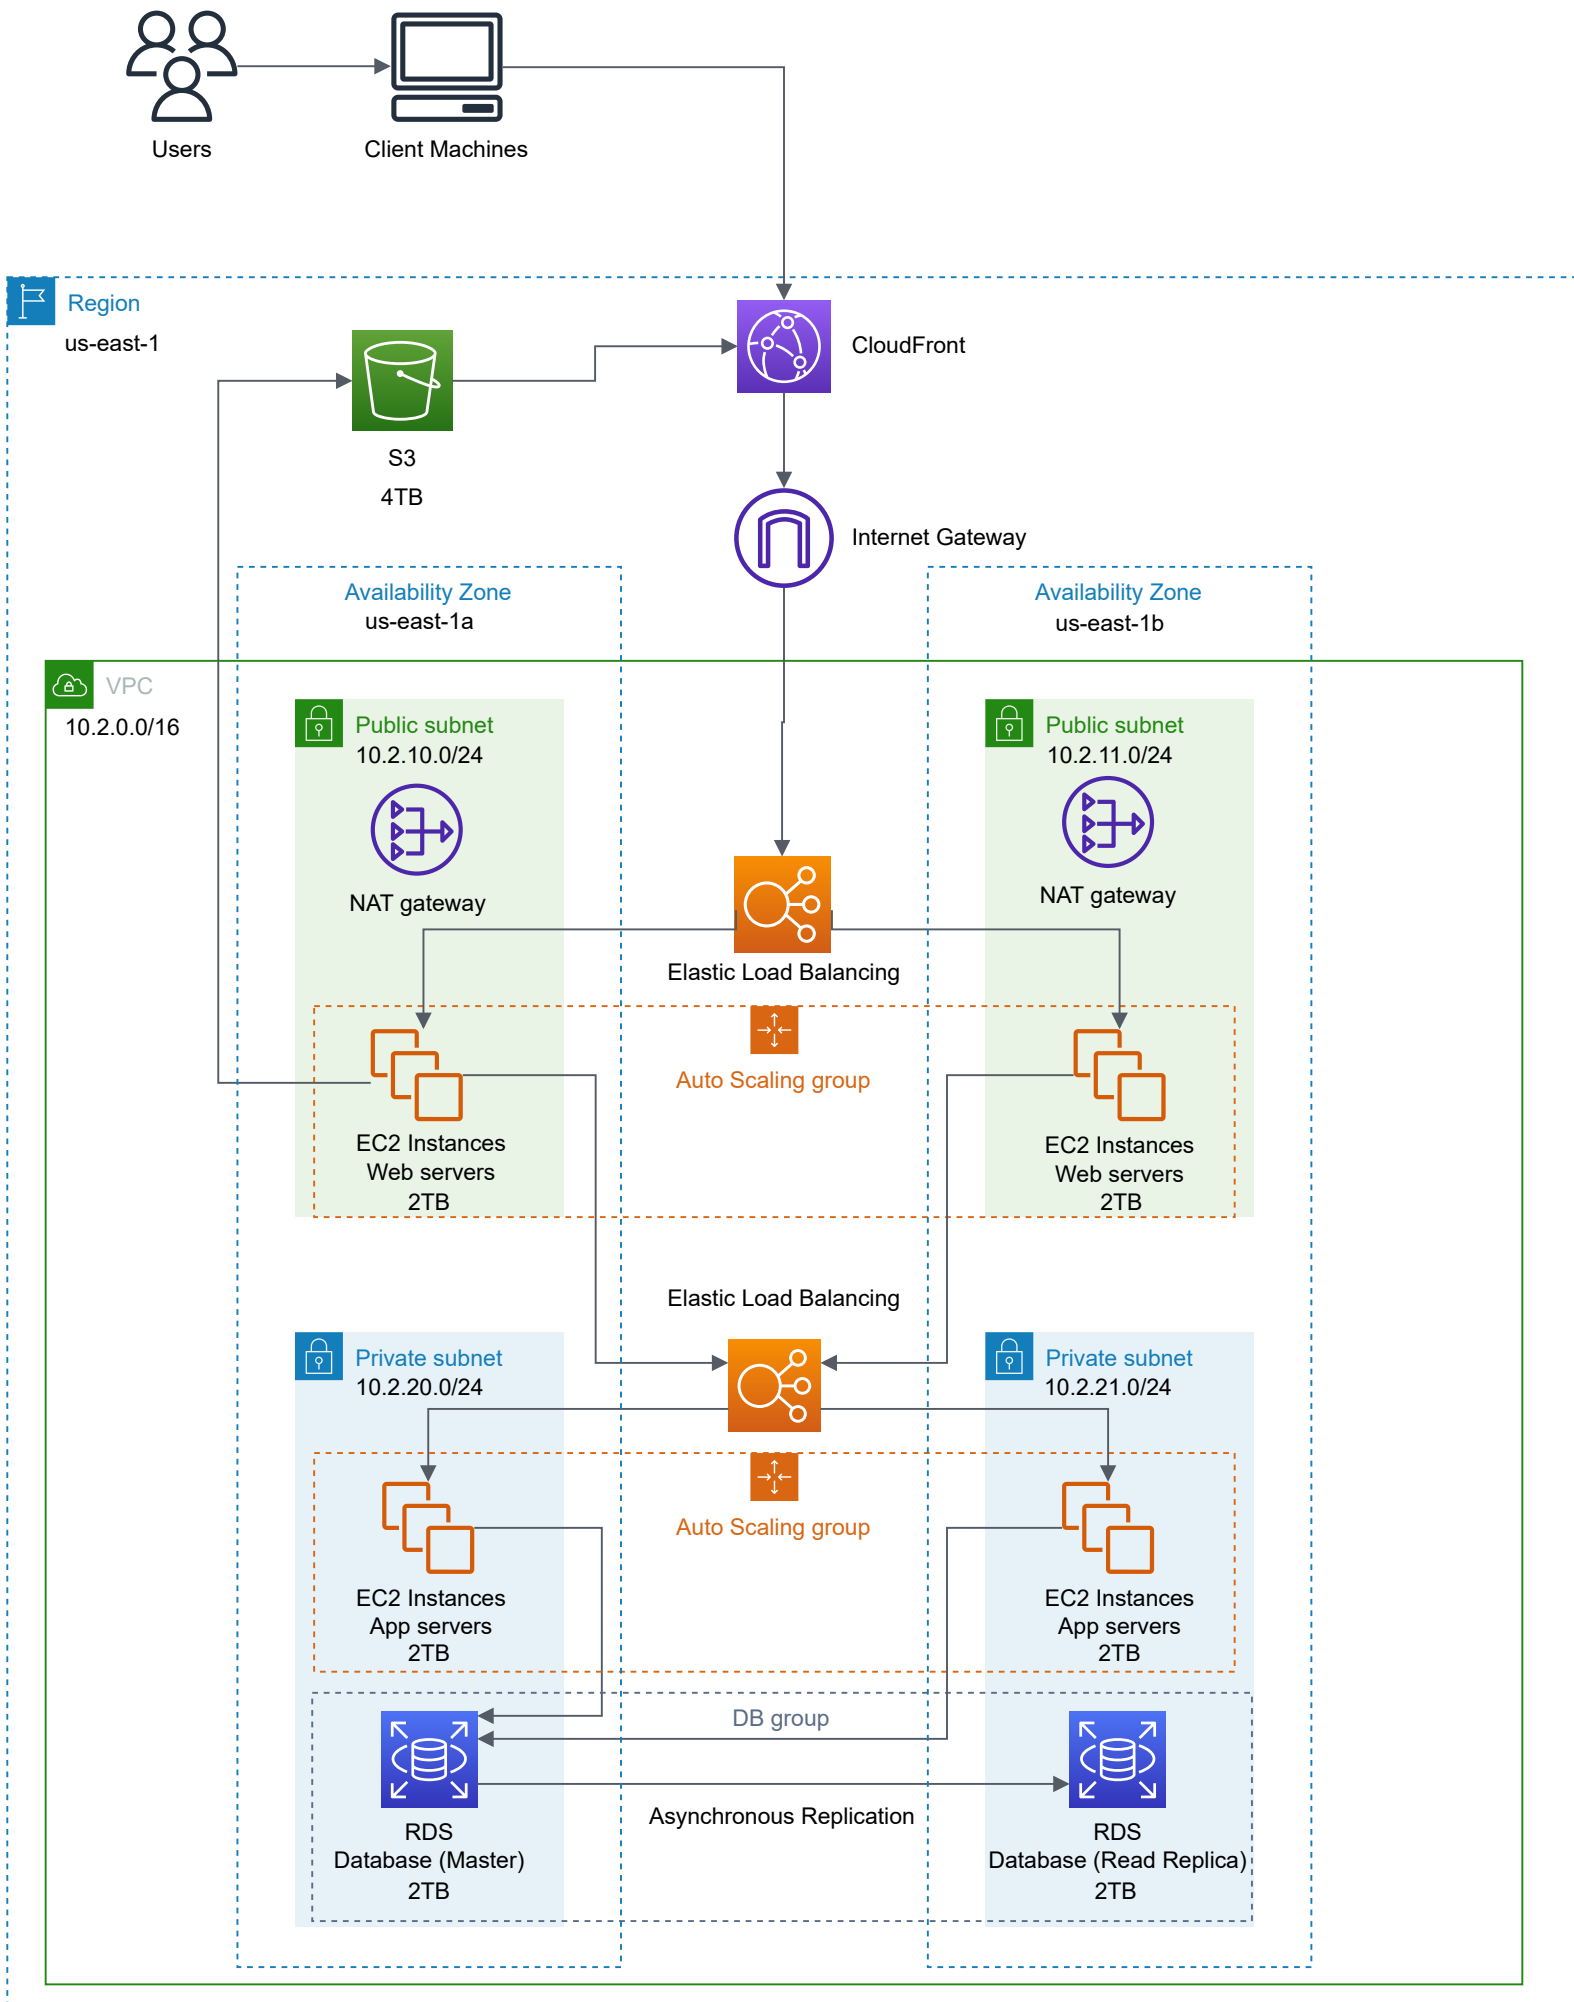 Users
Client Machines
Region
us-east-1
CloudFront
S3
4TB
Internet Gateway
Availability Zone
us-east-1a
Availability Zone
us-east-1b
VPC
10.2.0.0/16
Public subnet
10.2.10.0/24
NAT gateway
Public subnet
10.2.11.0/24
NAT gateway
Elastic Load Balancing
Auto Scaling group
EC2 Instances
Web servers
2TB
EC2 Instances
Web servers
2TB
Elastic Load Balancing
Private subnet
10.2.20.0/24
Private subnet
10.2.21.0/24
Auto Scaling group
EC2 Instances
App servers
2TB
EC2 Instances
App servers
2TB
DB group
Asynchronous Replication
RDS
Database (Master)
2TB
RDS
Database (Read Replica)
2TB